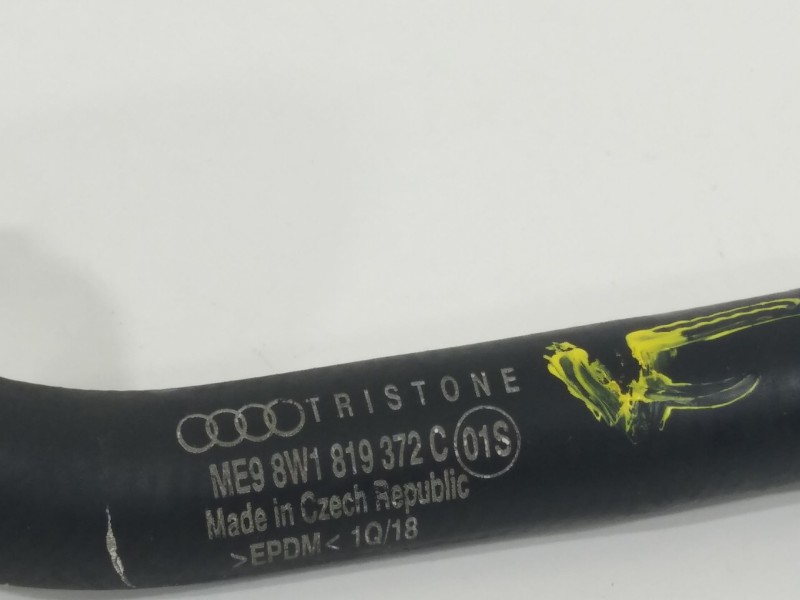 TRISTONE
ME9 8W1 819 372 C 01S
Made in Czech Republic
>EPDM< 1Q/18